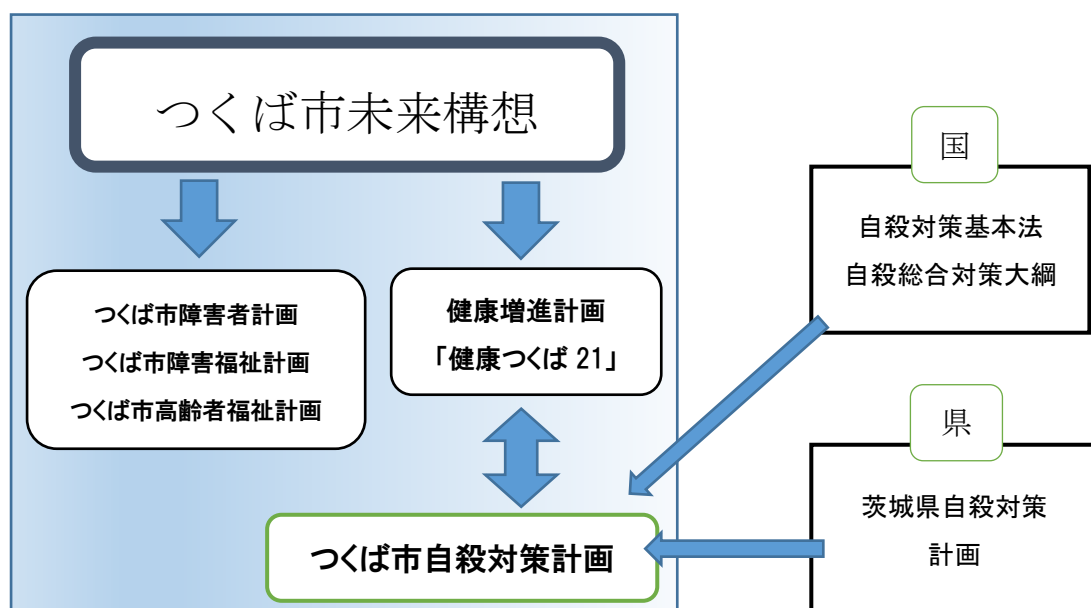 つくば市未来構想
つくば市障害者計画
つくば市障害福祉計画
つくば市高齢者福祉計画
健康増進計画
「健康つくば 21」
つくば市自殺対策計画
国
自殺対策基本法
自殺総合対策大綱
県
茨城県自殺対策
計画